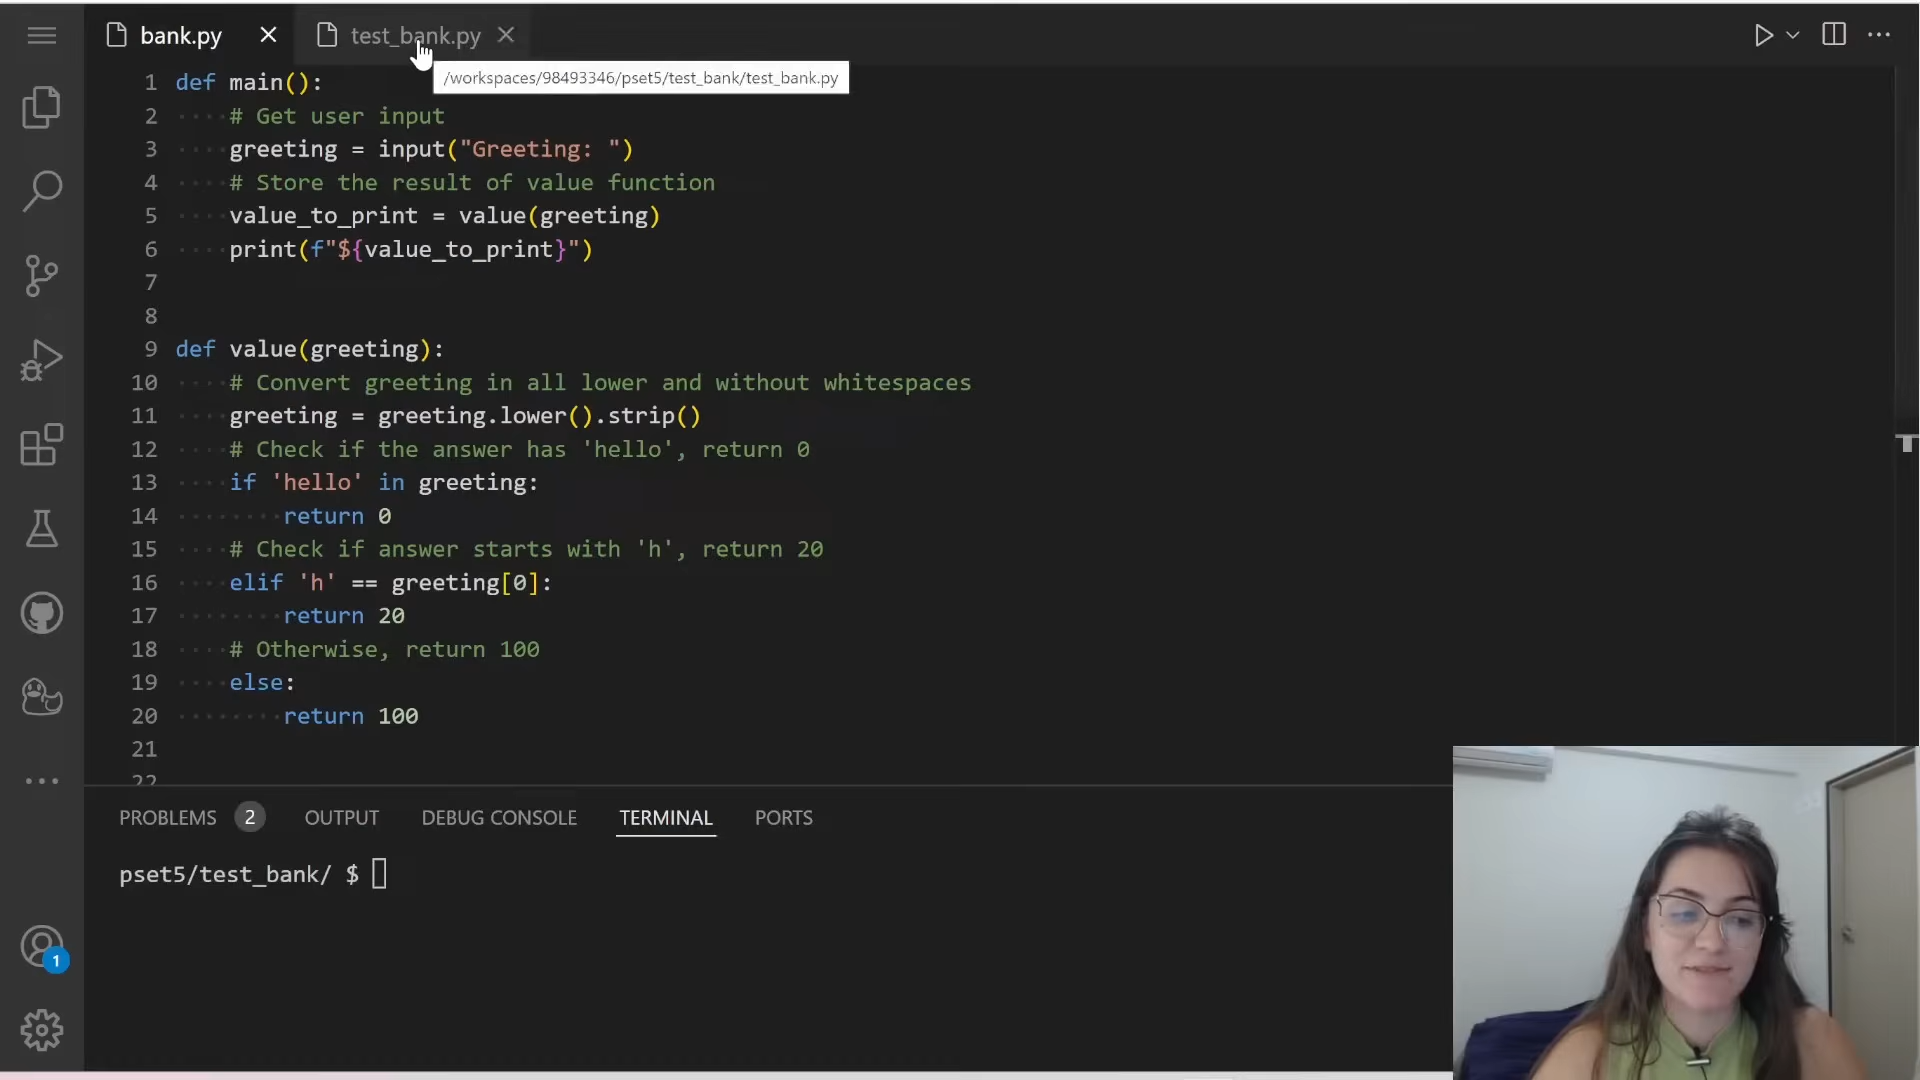 bank.py
test_bank.py
/workspaces/98493346/pset5/test_bank/test_bank.py
1 def main():
2 # Get user input
3 greeting = input("Greeting: ")
4 # Store the result of value function
5 value_to_print = value(greeting)
6 print(f"${value_to_print}")
7
8
9 def value(greeting):
10 # Convert greeting in all lower and without whitespaces
11 greeting = greeting.lower().strip()
12 # Check if the answer has 'hello', return 0
13 if 'hello' in greeting:
14 return 0
15 # Check if answer starts with 'h', return 20
16 elif 'h' == greeting[0]:
17 return 20
18 # Otherwise, return 100
19 else:
20 return 100
21
22
PROBLEMS 2 OUTPUT DEBUG CONSOLE TERMINAL PORTS
pset5/test_bank/ $
1